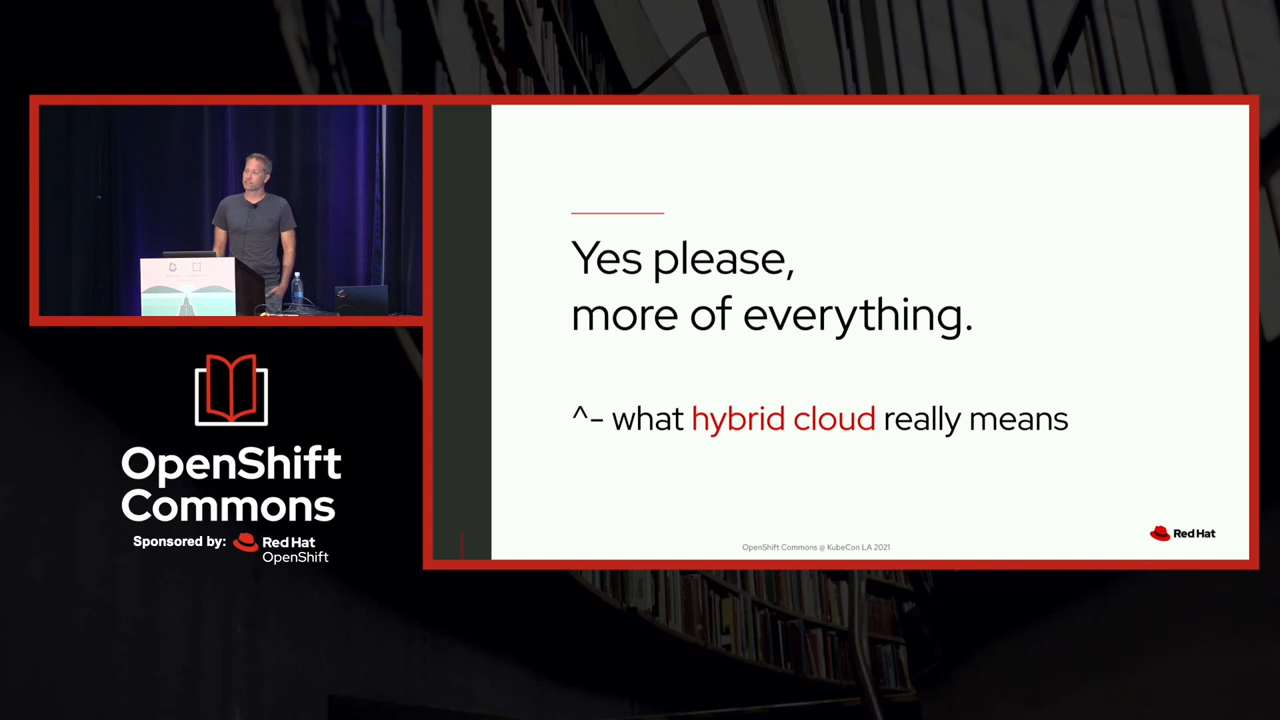 Yes please,
more of everything.
^- what hybrid cloud really means
OpenShift Commons @ KubeCon LA 2021
Red Hat
OpenShift
Commons
Sponsored by: Red Hat
OpenShift